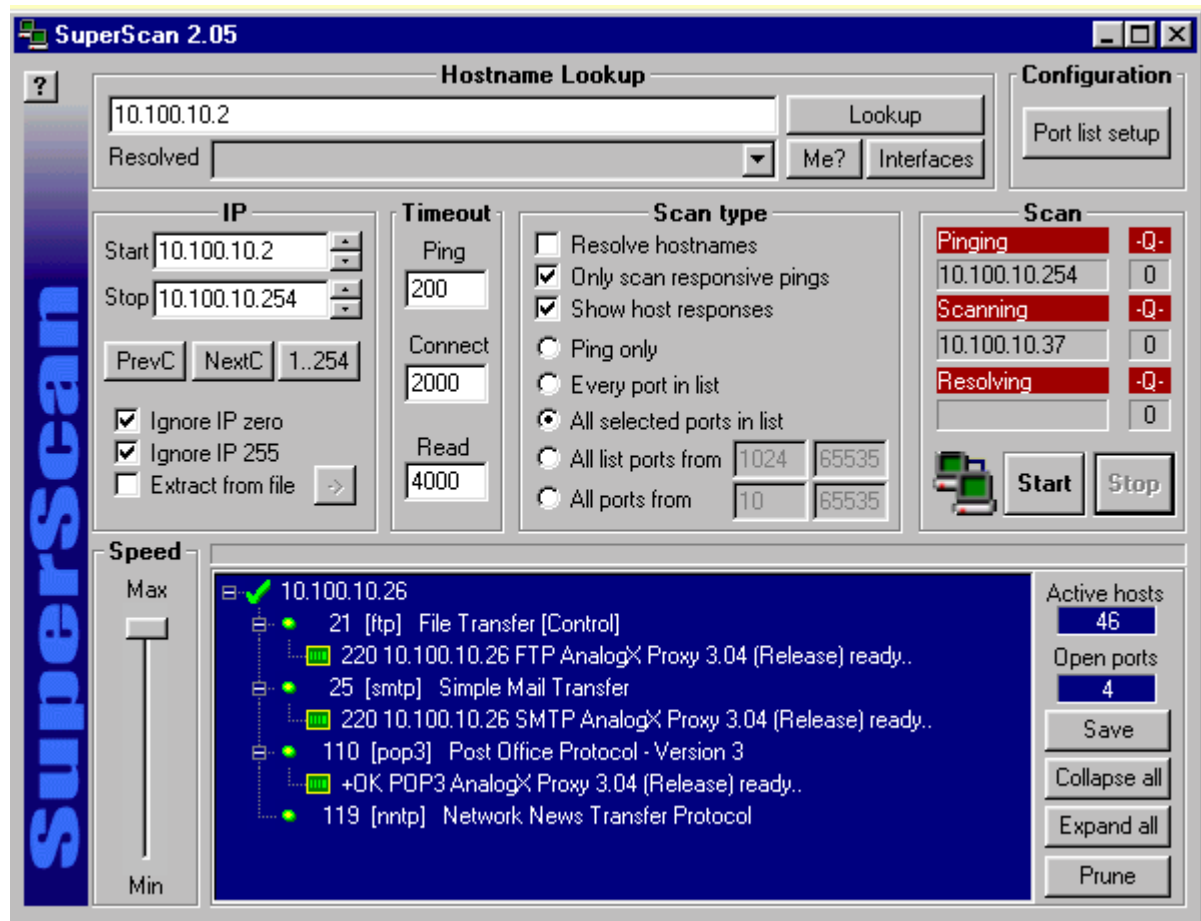 SuperScan 2.05
?
Hostname Lookup
10.100.10.2
Lookup
Resolved
Me?
Interfaces
Configuration
Port list setup
IP
Start 10.100.10.2
Stop 10.100.10.254
PrevC NextC 1..254
Ignore IP zero
Ignore IP 255
Extract from file ->
Timeout
Ping
200
Connect
2000
Read
4000
Scan type
Resolve hostnames
Only scan responsive pings
Show host responses
Ping only
Every port in list
All selected ports in list
All list ports from 1024 65535
All ports from 10 65535
Scan
Pinging -Q-
10.100.10.254 0
Scanning -Q-
10.100.10.37 0
Resolving -Q-
0
Start Stop
SuperScan
Speed
Max
Min
10.100.10.26
21 [ftp] File Transfer [Control]
220 10.100.10.26 FTP AnalogX Proxy 3.04 (Release) ready..
25 [smtp] Simple Mail Transfer
220 10.100.10.26 SMTP AnalogX Proxy 3.04 (Release) ready..
110 [pop3] Post Office Protocol - Version 3
+OK POP3 AnalogX Proxy 3.04 (Release) ready..
119 [nntp] Network News Transfer Protocol
Active hosts
46
Open ports
4
Save
Collapse all
Expand all
Prune